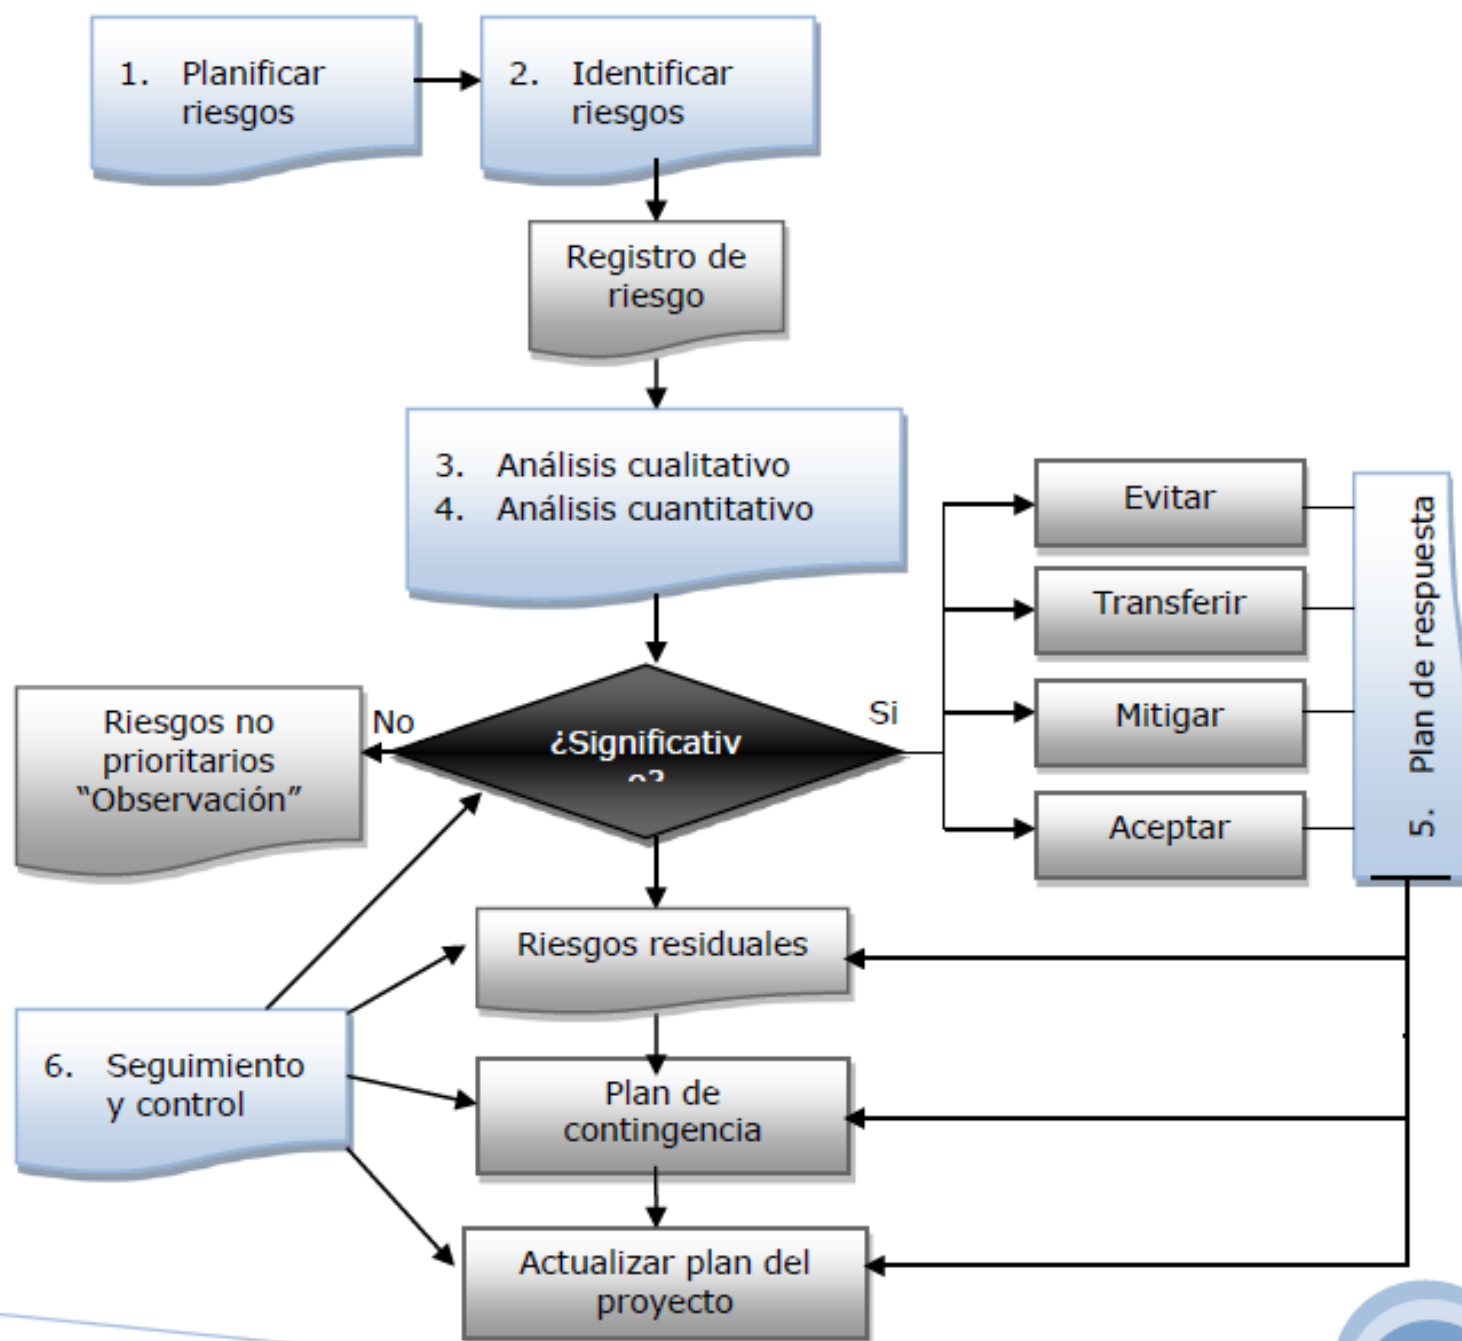 1. Planificar
riesgos
2. Identificar
riesgos
Registro de
riesgo
3. Análisis cualitativo
4. Análisis cuantitativo
Evitar
Transferir
Mitigar
Aceptar
5. Plan de respuesta
Si
No
¿Significativ
o?
Riesgos no
prioritarios
“Observación”
Riesgos residuales
6. Seguimiento
y control
Plan de
contingencia
Actualizar plan del
proyecto